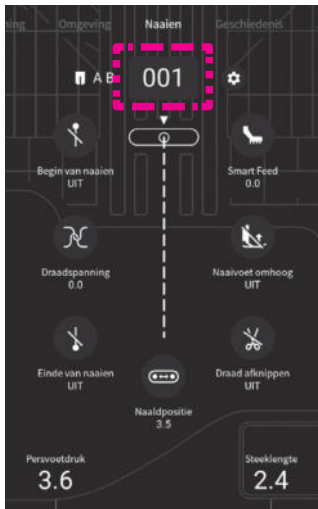 ning Omgeving Naaien Geschiedenis
A B 001
Begin van naaien
UIT
Smart Feed
0.0
Draadspanning
0.0
Naaivoet omhoog
UIT
Einde van naaien
UIT
Draad afknippen
UIT
Naaldpositie
3.5
Persvoetdruk
3.6
Steeklengte
2.4